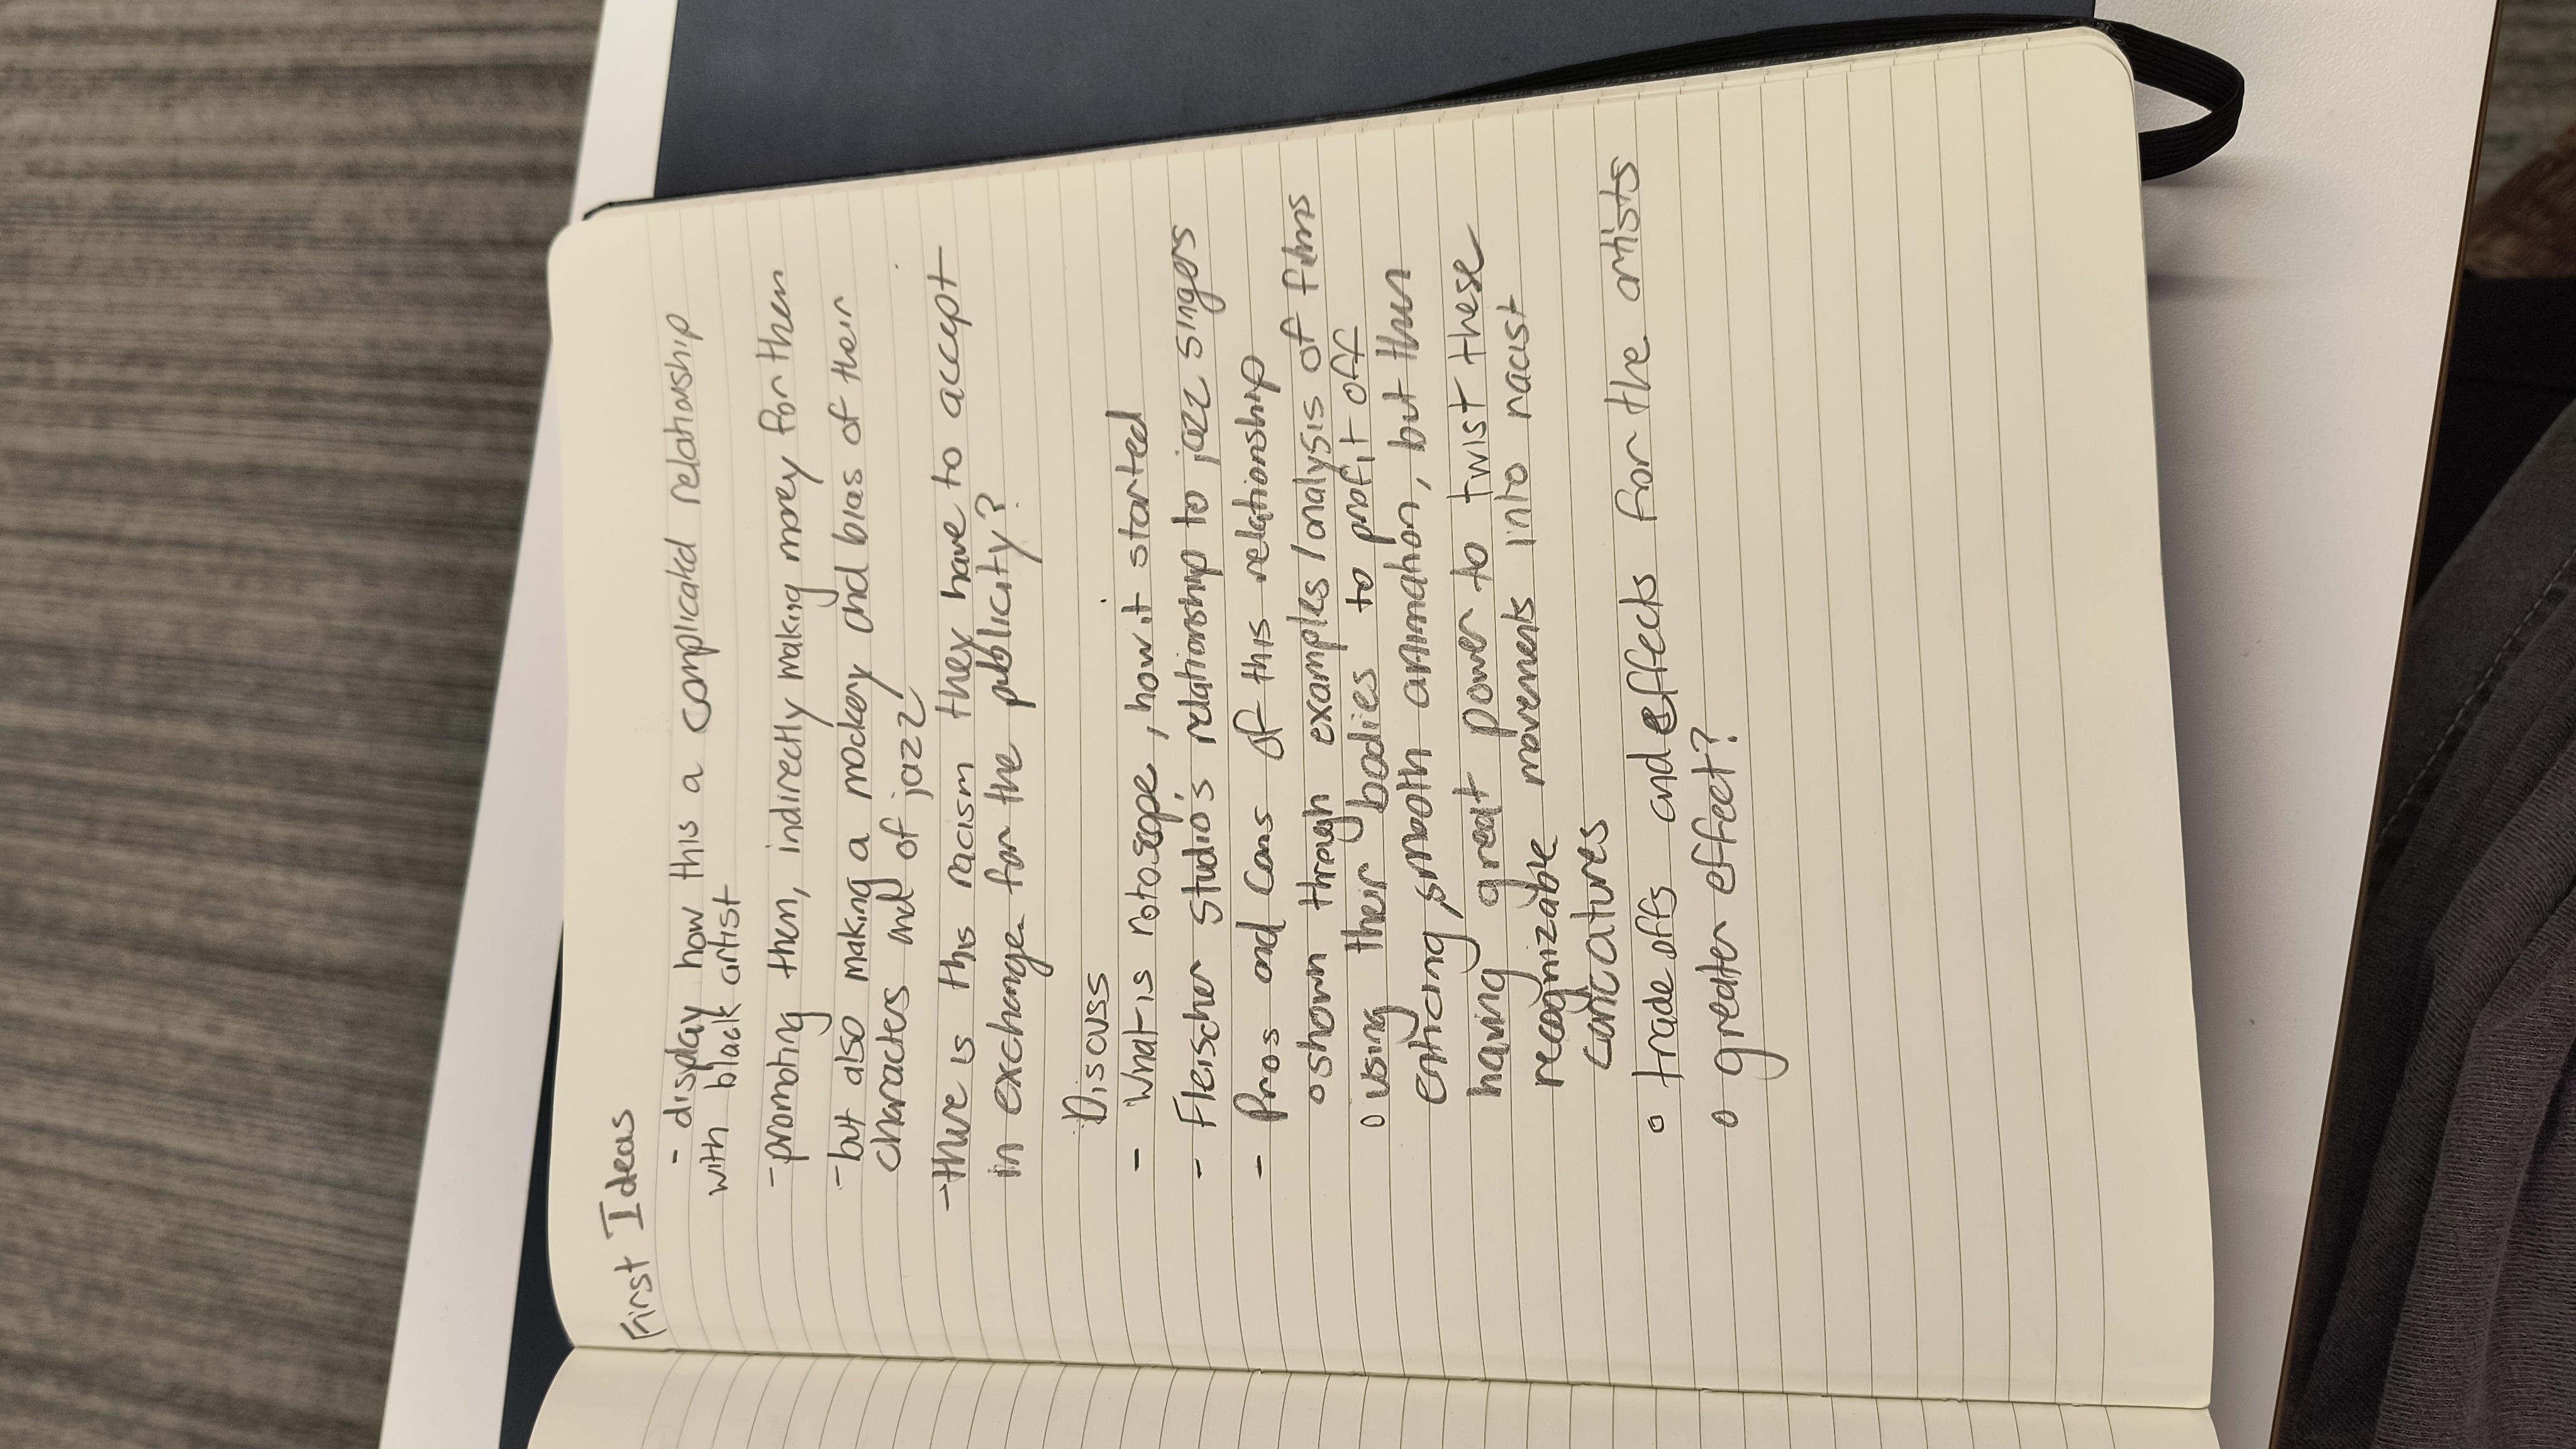 First Ideas
- display how this a complicated relationship
with black artist
- promoting them, indirectly making money for them
- but also making a mockery and bias of their
characters and of jazz
- there is this racism they have to accept
in exchange for the publicity?
Discuss
- What is rotoscope, how it started
- Fleischer Studio's relationship to jazz singers
- Pros and Cons of this relationship
o shown through examples / analysis of films
o using their bodies to profit off
enticing, smooth animation, but then
having great power to twist these
recognizable movements into racist
caricatures
o trade offs and effects for the artists
o greater effect?